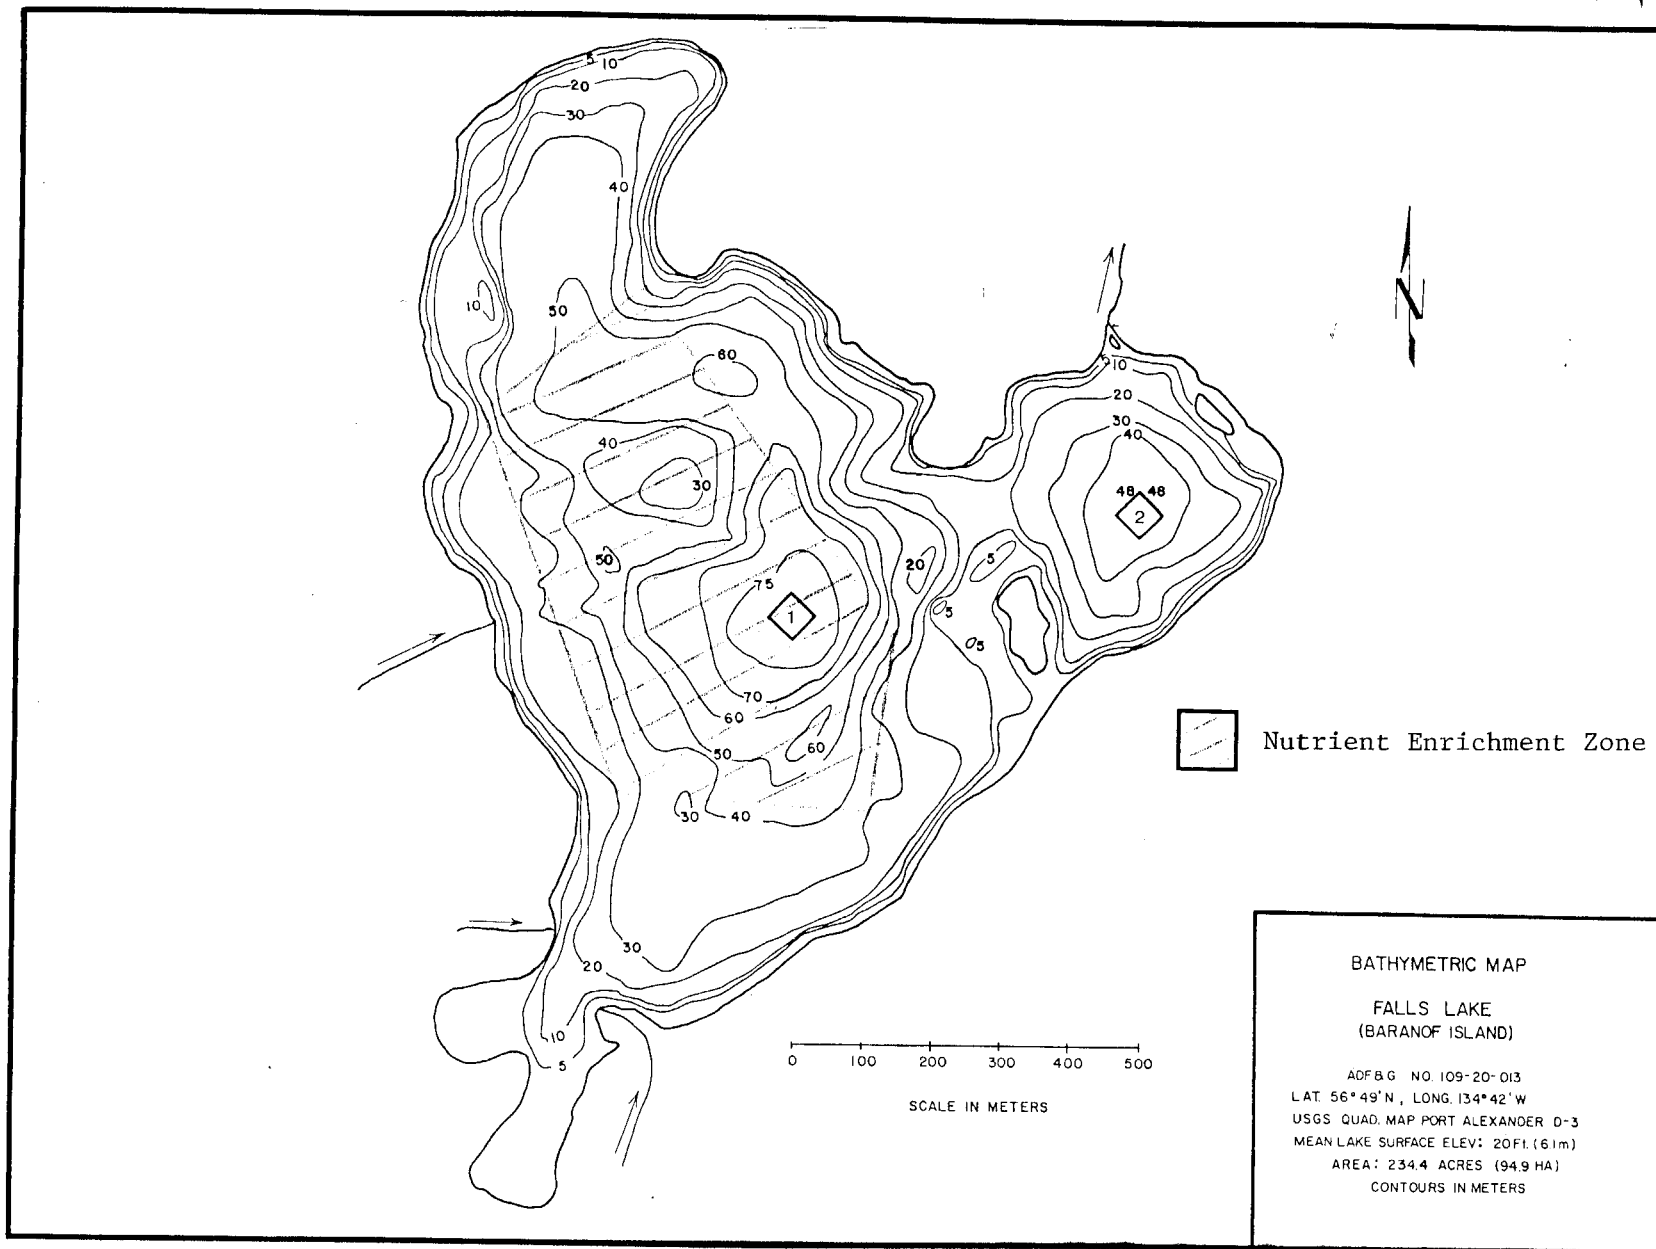 5 10
20
30
40
10
50
60
40
30
50
75
1
70
60
50
60
30
40
20
5
5
5
5
10
20
30
40
48 48
2
30
20
10
5
N
Nutrient Enrichment Zone
0 100 200 300 400 500
SCALE IN METERS
BATHYMETRIC MAP
FALLS LAKE
(BARANOF ISLAND)
ADF&G NO. 109-20-013
LAT. 56°49'N, LONG. 134°42'W
USGS QUAD. MAP PORT ALEXANDER D-3
MEAN LAKE SURFACE ELEV: 20Ft. (6.1m)
AREA: 234.4 ACRES (94.9 HA)
CONTOURS IN METERS